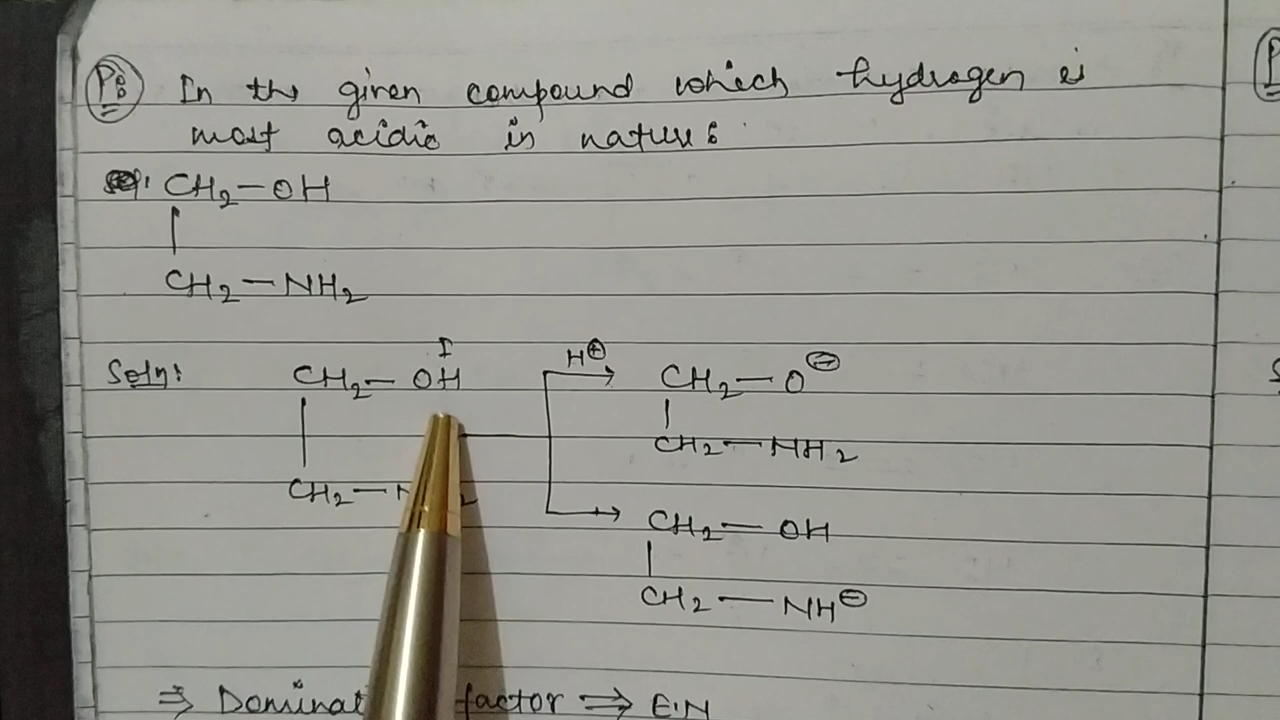 P:
In the given compound which hydrogen is
most acidic in nature:
CH2-OH
|
CH2-NH2
Soln:
I
CH2-OH
|
CH2-
H⊕
CH2-O⊖
|
CH2-NH2
CH2-OH
|
CH2-NH⊖
⇒ factor ⇒ E.N